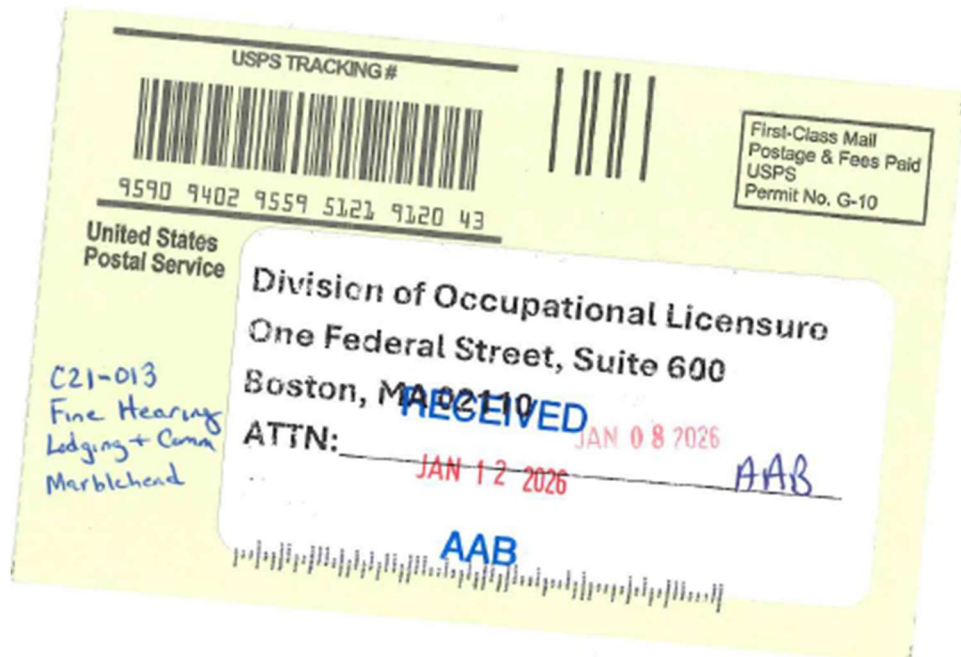 USPS TRACKING #
9590 9402 9559 5121 9120 43
First-Class Mail
Postage & Fees Paid
USPS
Permit No. G-10
United States
Postal Service
Division of Occupational Licensure
One Federal Street, Suite 600
Boston, MA 02110
RECEIVED
JAN 08 2026
ATTN:
AAB
JAN 12 2026
AAB
C21-013
Fine Hearing
Lodging + Comm
Marblehead